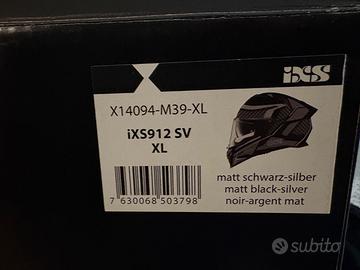 iXS
X14094-M39-XL
iXS912 SV
XL
7 630068 503798
matt schwarz-silber
matt black-silver
noir-argent mat
subito